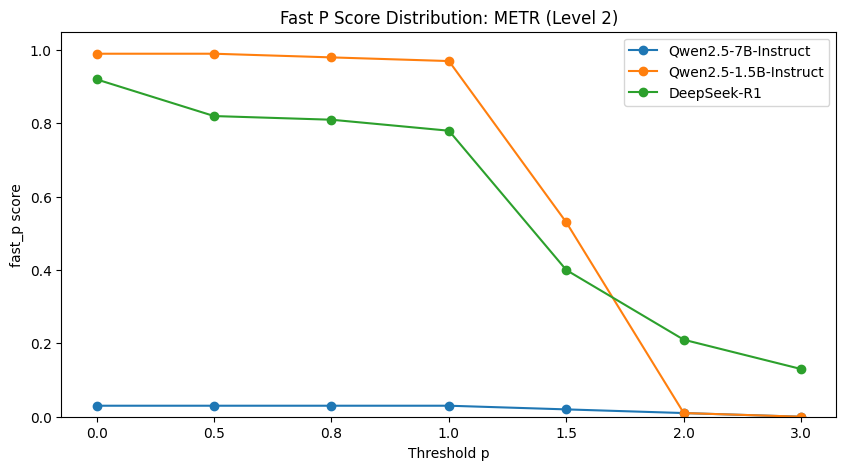 Fast P Score Distribution: METR (Level 2)
Qwen2.5-7B-Instruct
Qwen2.5-1.5B-Instruct
DeepSeek-R1
fast_p score
1.0
0.8
0.6
0.4
0.2
0.0
0.0 0.5 0.8 1.0 1.5 2.0 3.0
Threshold p